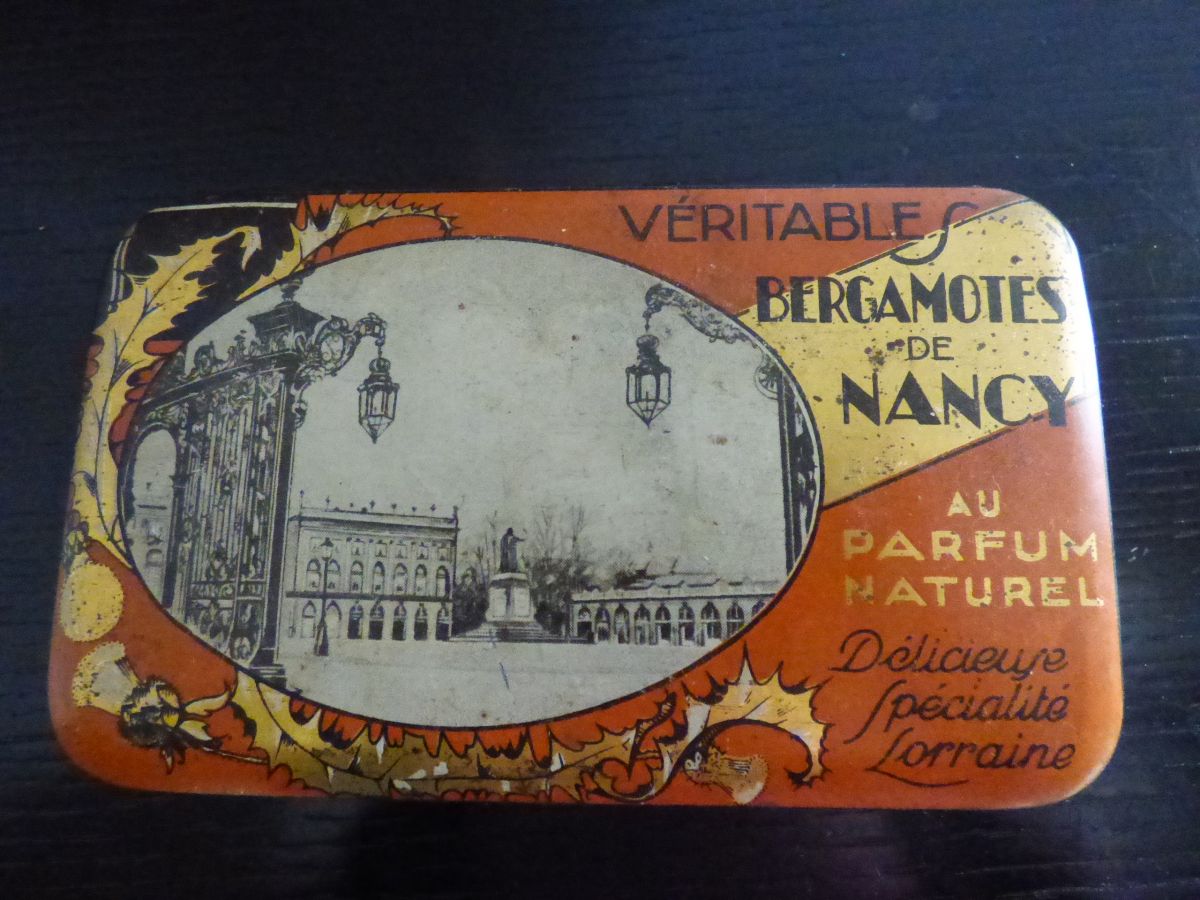 VÉRITABLES
BERGAMOTES
DE
NANCY
AU
PARFUM
NATUREL
Délicieuse
Spécialité
Lorraine